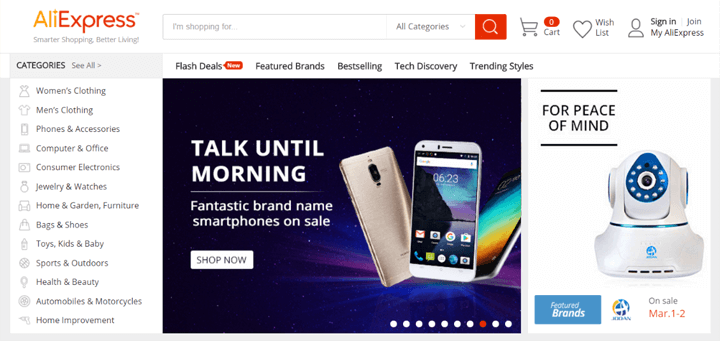 AliExpress™
Smarter Shopping, Better Living!
I'm shopping for...
All Categories
0
Cart
Wish
List
Sign in | Join
My AliExpress
CATEGORIES See All >
Flash Deals New
Featured Brands
Bestselling
Tech Discovery
Trending Styles
Women's Clothing
Men's Clothing
Phones & Accessories
Computer & Office
Consumer Electronics
Jewelry & Watches
Home & Garden, Furniture
Bags & Shoes
Toys, Kids & Baby
Sports & Outdoors
Health & Beauty
Automobiles & Motorcycles
Home Improvement
TALK UNTIL
MORNING
Fantastic brand name
smartphones on sale
SHOP NOW
06:23
FOR PEACE
OF MIND
Featured
Brands
JOOAN
On sale
Mar.1-2